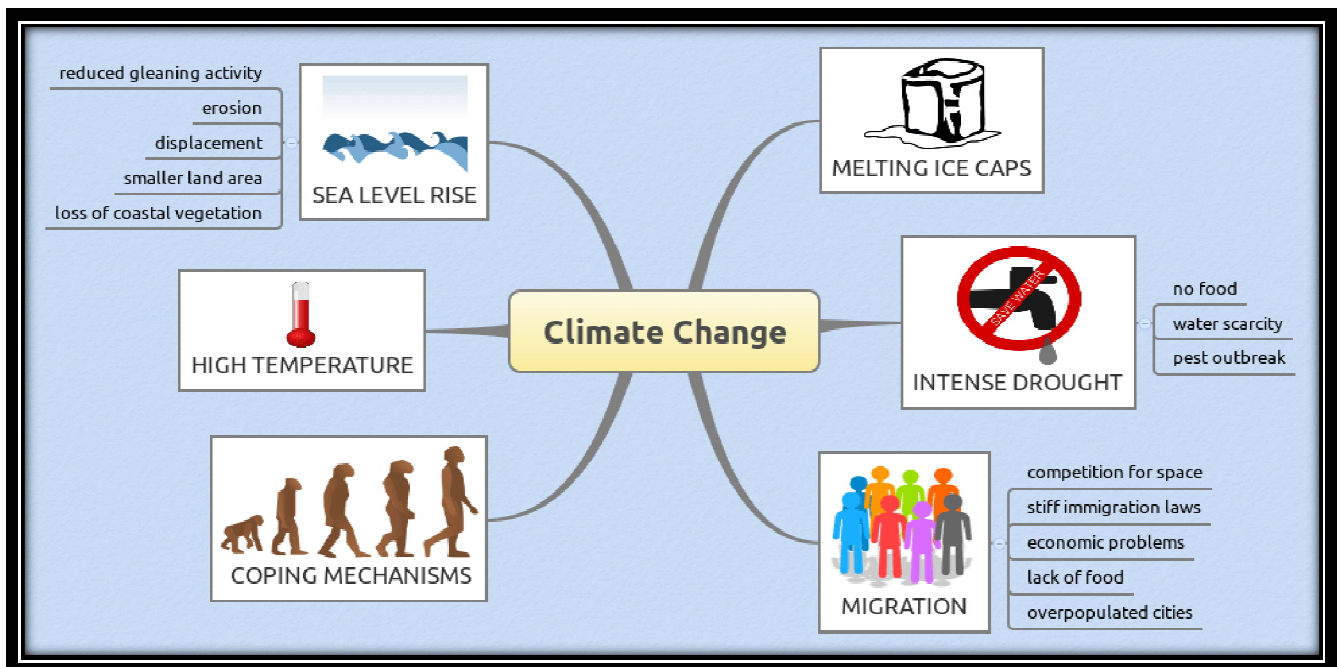 Climate Change
SEA LEVEL RISE
reduced gleaning activity
erosion
displacement
smaller land area
loss of coastal vegetation
HIGH TEMPERATURE
COPING MECHANISMS
MELTING ICE CAPS
INTENSE DROUGHT
SAVE WATER
no food
water scarcity
pest outbreak
MIGRATION
competition for space
stiff immigration laws
economic problems
lack of food
overpopulated cities